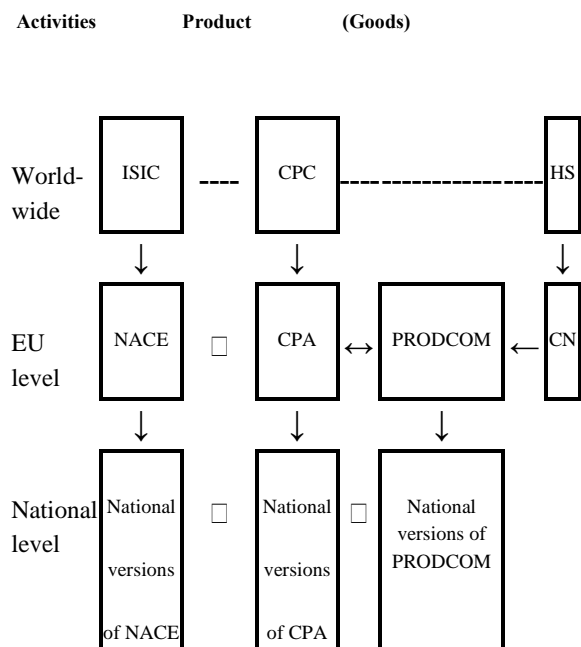 Activities Product (Goods)
World-
wide
ISIC ---- CPC -------------------- HS
↓ ↓ ↓
EU
level
NACE □ CPA ↔ PRODCOM ← CN
↓ ↓ ↓
National
level
National
versions
of NACE
□
National
versions
of CPA
□
National
versions of
PRODCOM